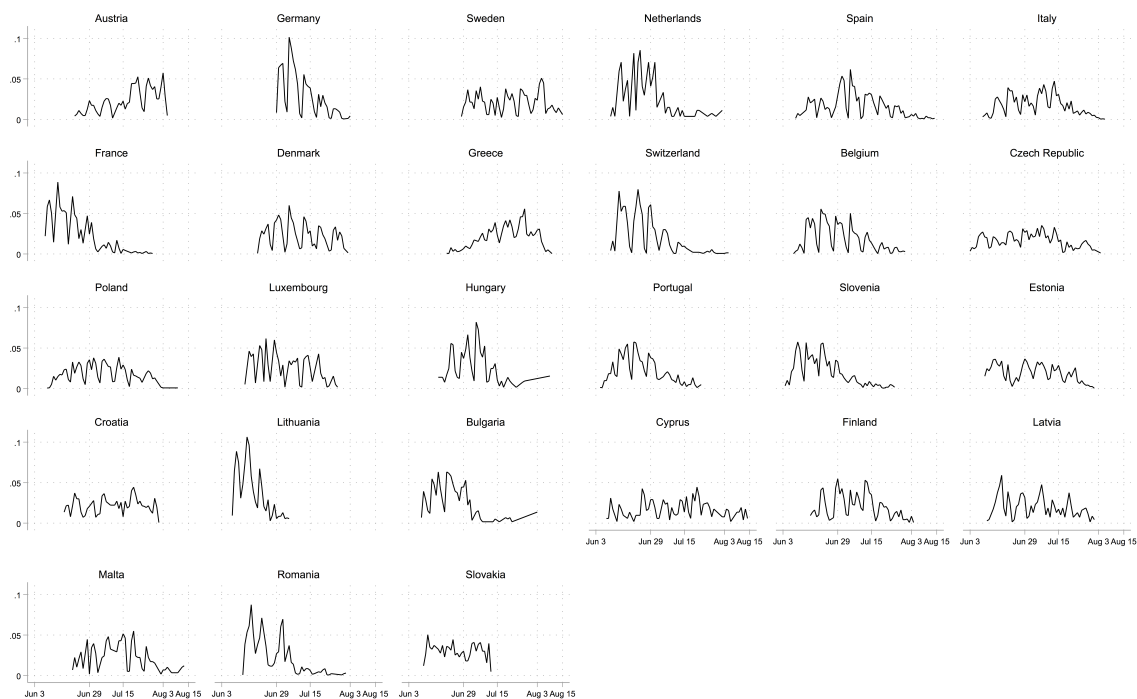 Austria Germany Sweden Netherlands Spain Italy
.1
.05
0
France Denmark Greece Switzerland Belgium Czech Republic
.1
.05
0
Poland Luxembourg Hungary Portugal Slovenia Estonia
.1
.05
0
Croatia Lithuania Bulgaria Cyprus Finland Latvia
.1
.05
0
Jun 3 Jun 29 Jul 15 Aug 3 Aug 15 Jun 3 Jun 29 Jul 15 Aug 3 Aug 15 Jun 3 Jun 29 Jul 15 Aug 3 Aug 15
Malta Romania Slovakia
.1
.05
0
Jun 3 Jun 29 Jul 15 Aug 3 Aug 15 Jun 3 Jun 29 Jul 15 Aug 3 Aug 15 Jun 3 Jun 29 Jul 15 Aug 3 Aug 15